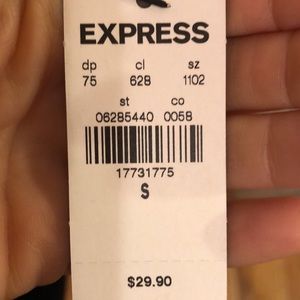 EXPRESS
dp cl sz
75 628 1102
st co
06285440 0058
17731775
S
$29.90